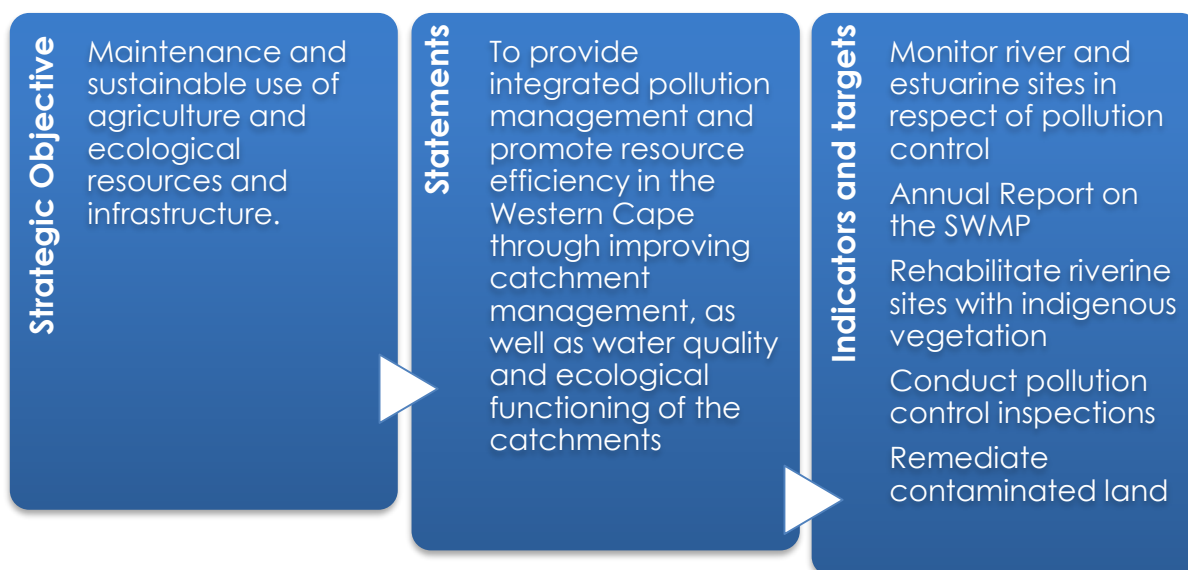 Strategic Objective
Maintenance and
sustainable use of
agriculture and
ecological
resources and
infrastructure.
Statements
To provide
integrated pollution
management and
promote resource
efficiency in the
Western Cape
through improving
catchment
management, as
well as water quality
and ecological
functioning of the
catchments
Indicators and targets
Monitor river and
estuarine sites in
respect of pollution
control
Annual Report on
the SWMP
Rehabilitate riverine
sites with indigenous
vegetation
Conduct pollution
control inspections
Remediate
contaminated land